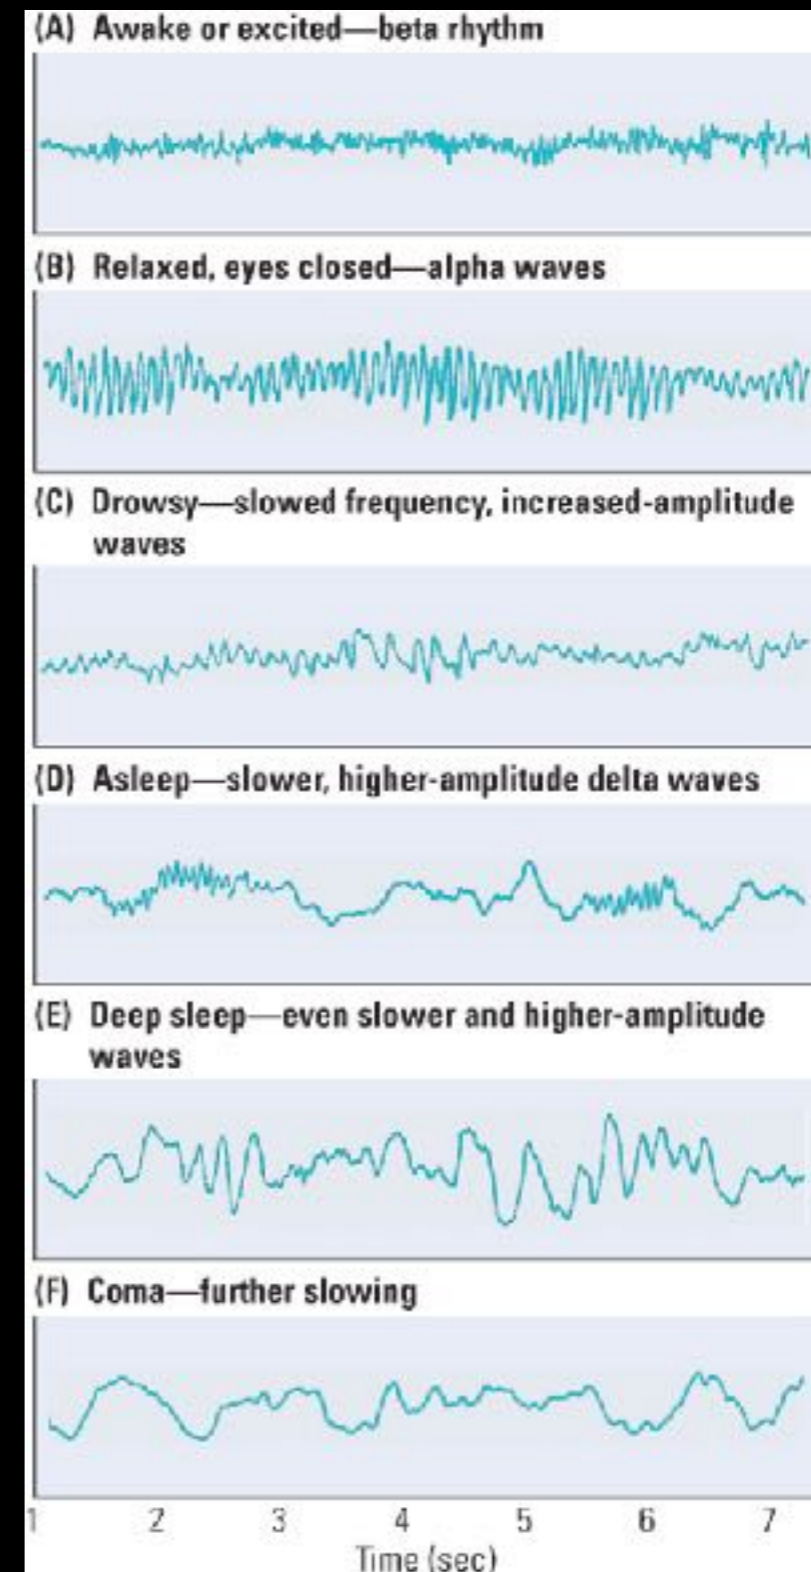 (A) Awake or excited—beta rhythm
(B) Relaxed, eyes closed—alpha waves
(C) Drowsy—slowed frequency, increased-amplitude
waves
(D) Asleep—slower, higher-amplitude delta waves
(E) Deep sleep—even slower and higher-amplitude
waves
(F) Coma—further slowing
1 2 3 4 5 6 7
Time (sec)